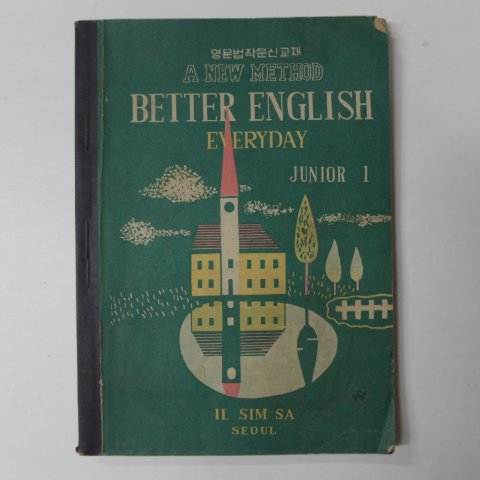 영문법작문신교재
A NEW METHOD
BETTER ENGLISH
EVERYDAY
JUNIOR 1
IL SIM SA
SEOUL